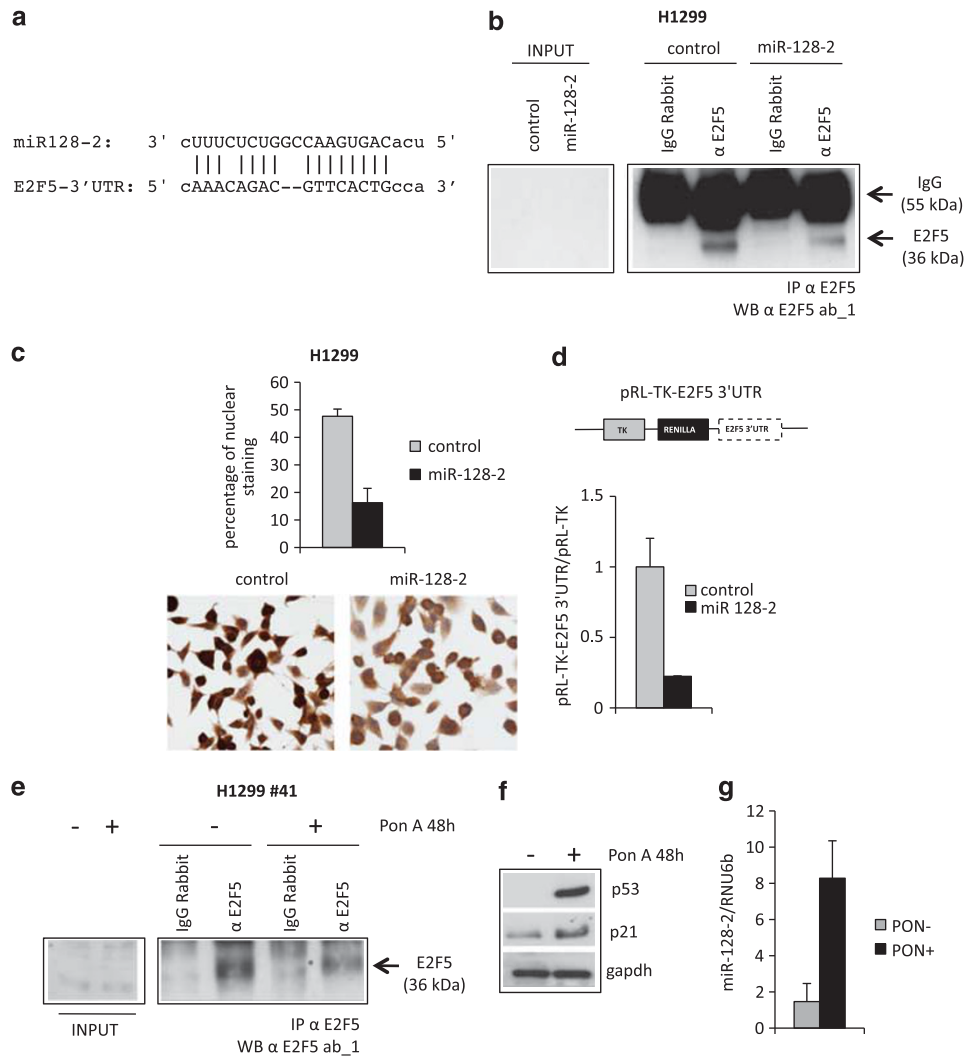 a
miR128-2: 3' cUUUCUCUGGCCAAGUGACacu 5'
E2F5-3'UTR: 5' cAAACAGAC--GTTCACTGcca 3'
b
H1299
INPUT
control
miR-128-2
control
miR-128-2
IgG Rabbit
α E2F5
IgG Rabbit
α E2F5
IgG
(55 kDa)
E2F5
(36 kDa)
IP α E2F5
WB α E2F5 ab_1
c
H1299
percentage of nuclear
staining
60
50
40
30
20
10
0
control
miR-128-2
control
miR-128-2
d
pRL-TK-E2F5 3'UTR
TK
RENILLA
E2F5 3'UTR
pRL-TK-E2F5 3'UTR/pRL-TK
1.5
1
0.5
0
control
miR 128-2
e
H1299 #41
- +
- +
Pon A 48h
IgG Rabbit
α E2F5
IgG Rabbit
α E2F5
E2F5
(36 kDa)
INPUT
IP α E2F5
WB α E2F5 ab_1
f
- + Pon A 48h
p53
p21
gapdh
g
miR-128-2/RNU6b
12
10
8
6
4
2
0
PON-
PON+